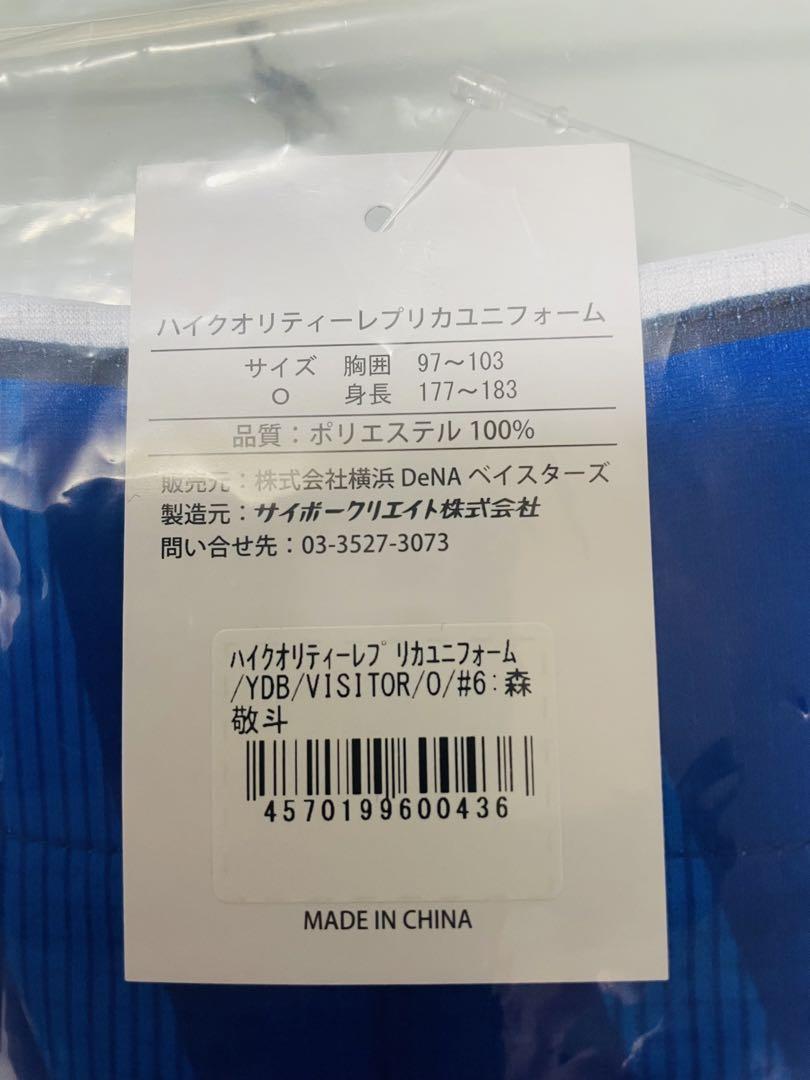 ハイクオリティーレプリカユニフォーム
サイズ 胸囲 97〜103
O 身長 177〜183
品質：ポリエステル 100%
販売元：株式会社横浜 DeNA ベイスターズ
製造元：サイボークリエイト株式会社
問い合せ先：03-3527-3073
ﾊｲｸｵﾘﾃｨｰﾚﾌﾟﾘｶﾕﾆﾌｫｰﾑ
/YDB/VISITOR/O/#6:森
敬斗
4570199600436
MADE IN CHINA